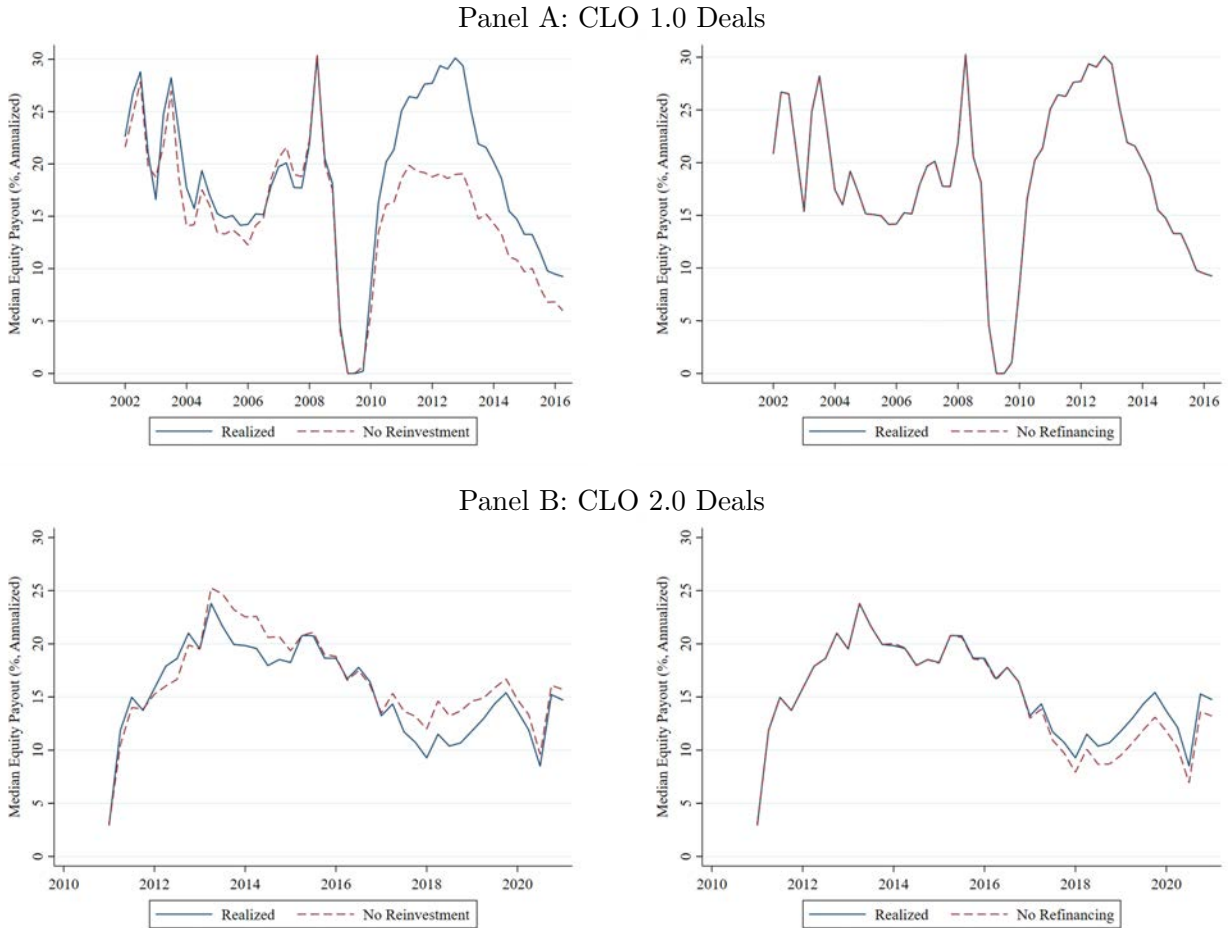 Panel A: CLO 1.0 Deals
Median Equity Payout (%, Annualized)
30
25
20
15
10
5
0
2002 2004 2006 2008 2010 2012 2014 2016
Realized No Reinvestment
Median Equity Payout (%, Annualized)
30
25
20
15
10
5
0
2002 2004 2006 2008 2010 2012 2014 2016
Realized No Refinancing
Panel B: CLO 2.0 Deals
Median Equity Payout (%, Annualized)
30
25
20
15
10
5
0
2010 2012 2014 2016 2018 2020
Realized No Reinvestment
Median Equity Payout (%, Annualized)
30
25
20
15
10
5
0
2010 2012 2014 2016 2018 2020
Realized No Refinancing